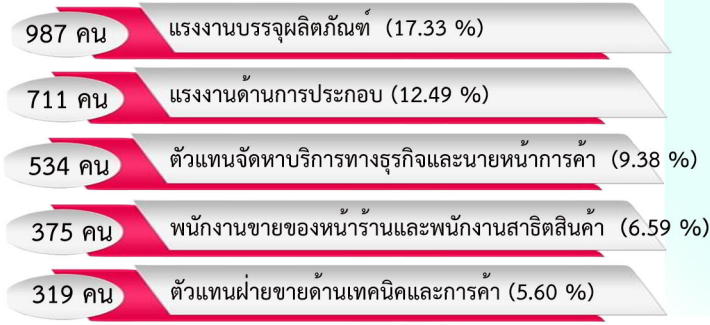 987 คน แรงงานบรรจุผลิตภัณฑ์ (17.33 %)
711 คน แรงงานด้านการประกอบ (12.49 %)
534 คน ตัวแทนจัดหาบริการทางธุรกิจและนายหน้าการค้า (9.38 %)
375 คน พนักงานขายของหน้าร้านและพนักงานสาธิตสินค้า (6.59 %)
319 คน ตัวแทนฝ่ายขายด้านเทคนิคและการค้า (5.60 %)